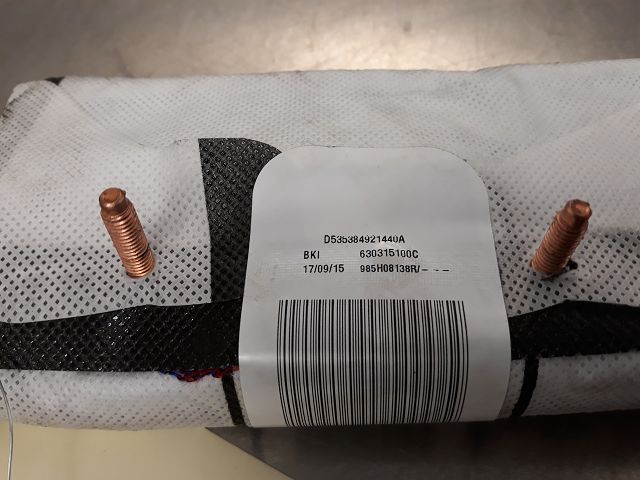 D535384921440A
BKI 630315100C
17/09/15 985H08138R/- - -